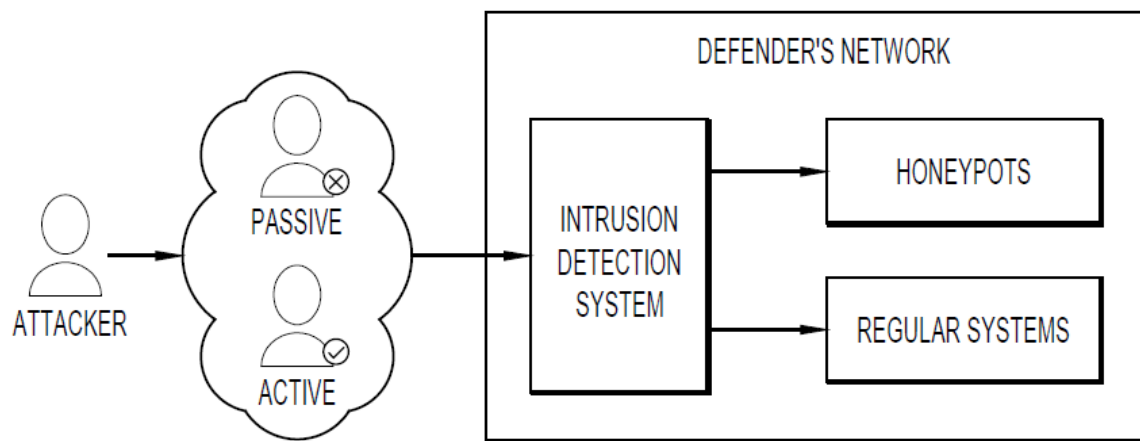 DEFENDER'S NETWORK
PASSIVE
ATTACKER
ACTIVE
INTRUSION
DETECTION
SYSTEM
HONEYPOTS
REGULAR SYSTEMS